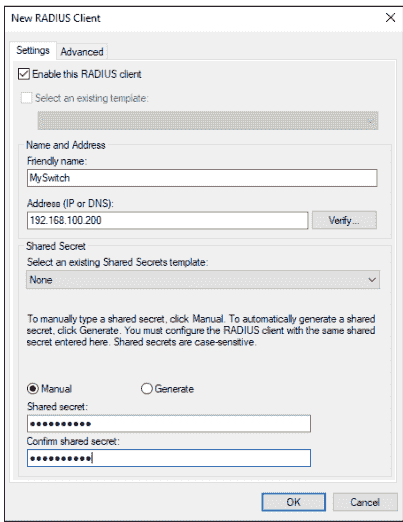 New RADIUS Client
Settings
Advanced
Enable this RADIUS client
Select an existing template:
Name and Address
Friendly name:
MySwitch
Address (IP or DNS):
192.168.100.200
Verify...
Shared Secret
Select an existing Shared Secrets template:
None
To manually type a shared secret, click Manual. To automatically generate a shared
secret, click Generate. You must configure the RADIUS client with the same shared
secret entered here. Shared secrets are case-sensitive.
Manual
Generate
Shared secret:
••••••••••
Confirm shared secret:
••••••••••
OK
Cancel